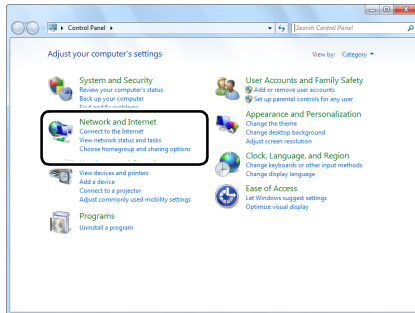 Control Panel
Search Control Panel
Adjust your computer's settings
View by: Category
System and Security
Review your computer's status
Back up your computer
Find and fix problems
Network and Internet
Connect to the Internet
View network status and tasks
Choose homegroup and sharing options
View devices and printers
Add a device
Connect to a projector
Adjust commonly used mobility settings
Programs
Uninstall a program
User Accounts and Family Safety
Add or remove user accounts
Set up parental controls for any user
Appearance and Personalization
Change the theme
Change desktop background
Adjust screen resolution
Clock, Language, and Region
Change keyboards or other input methods
Change display language
Ease of Access
Let Windows suggest settings
Optimize visual display